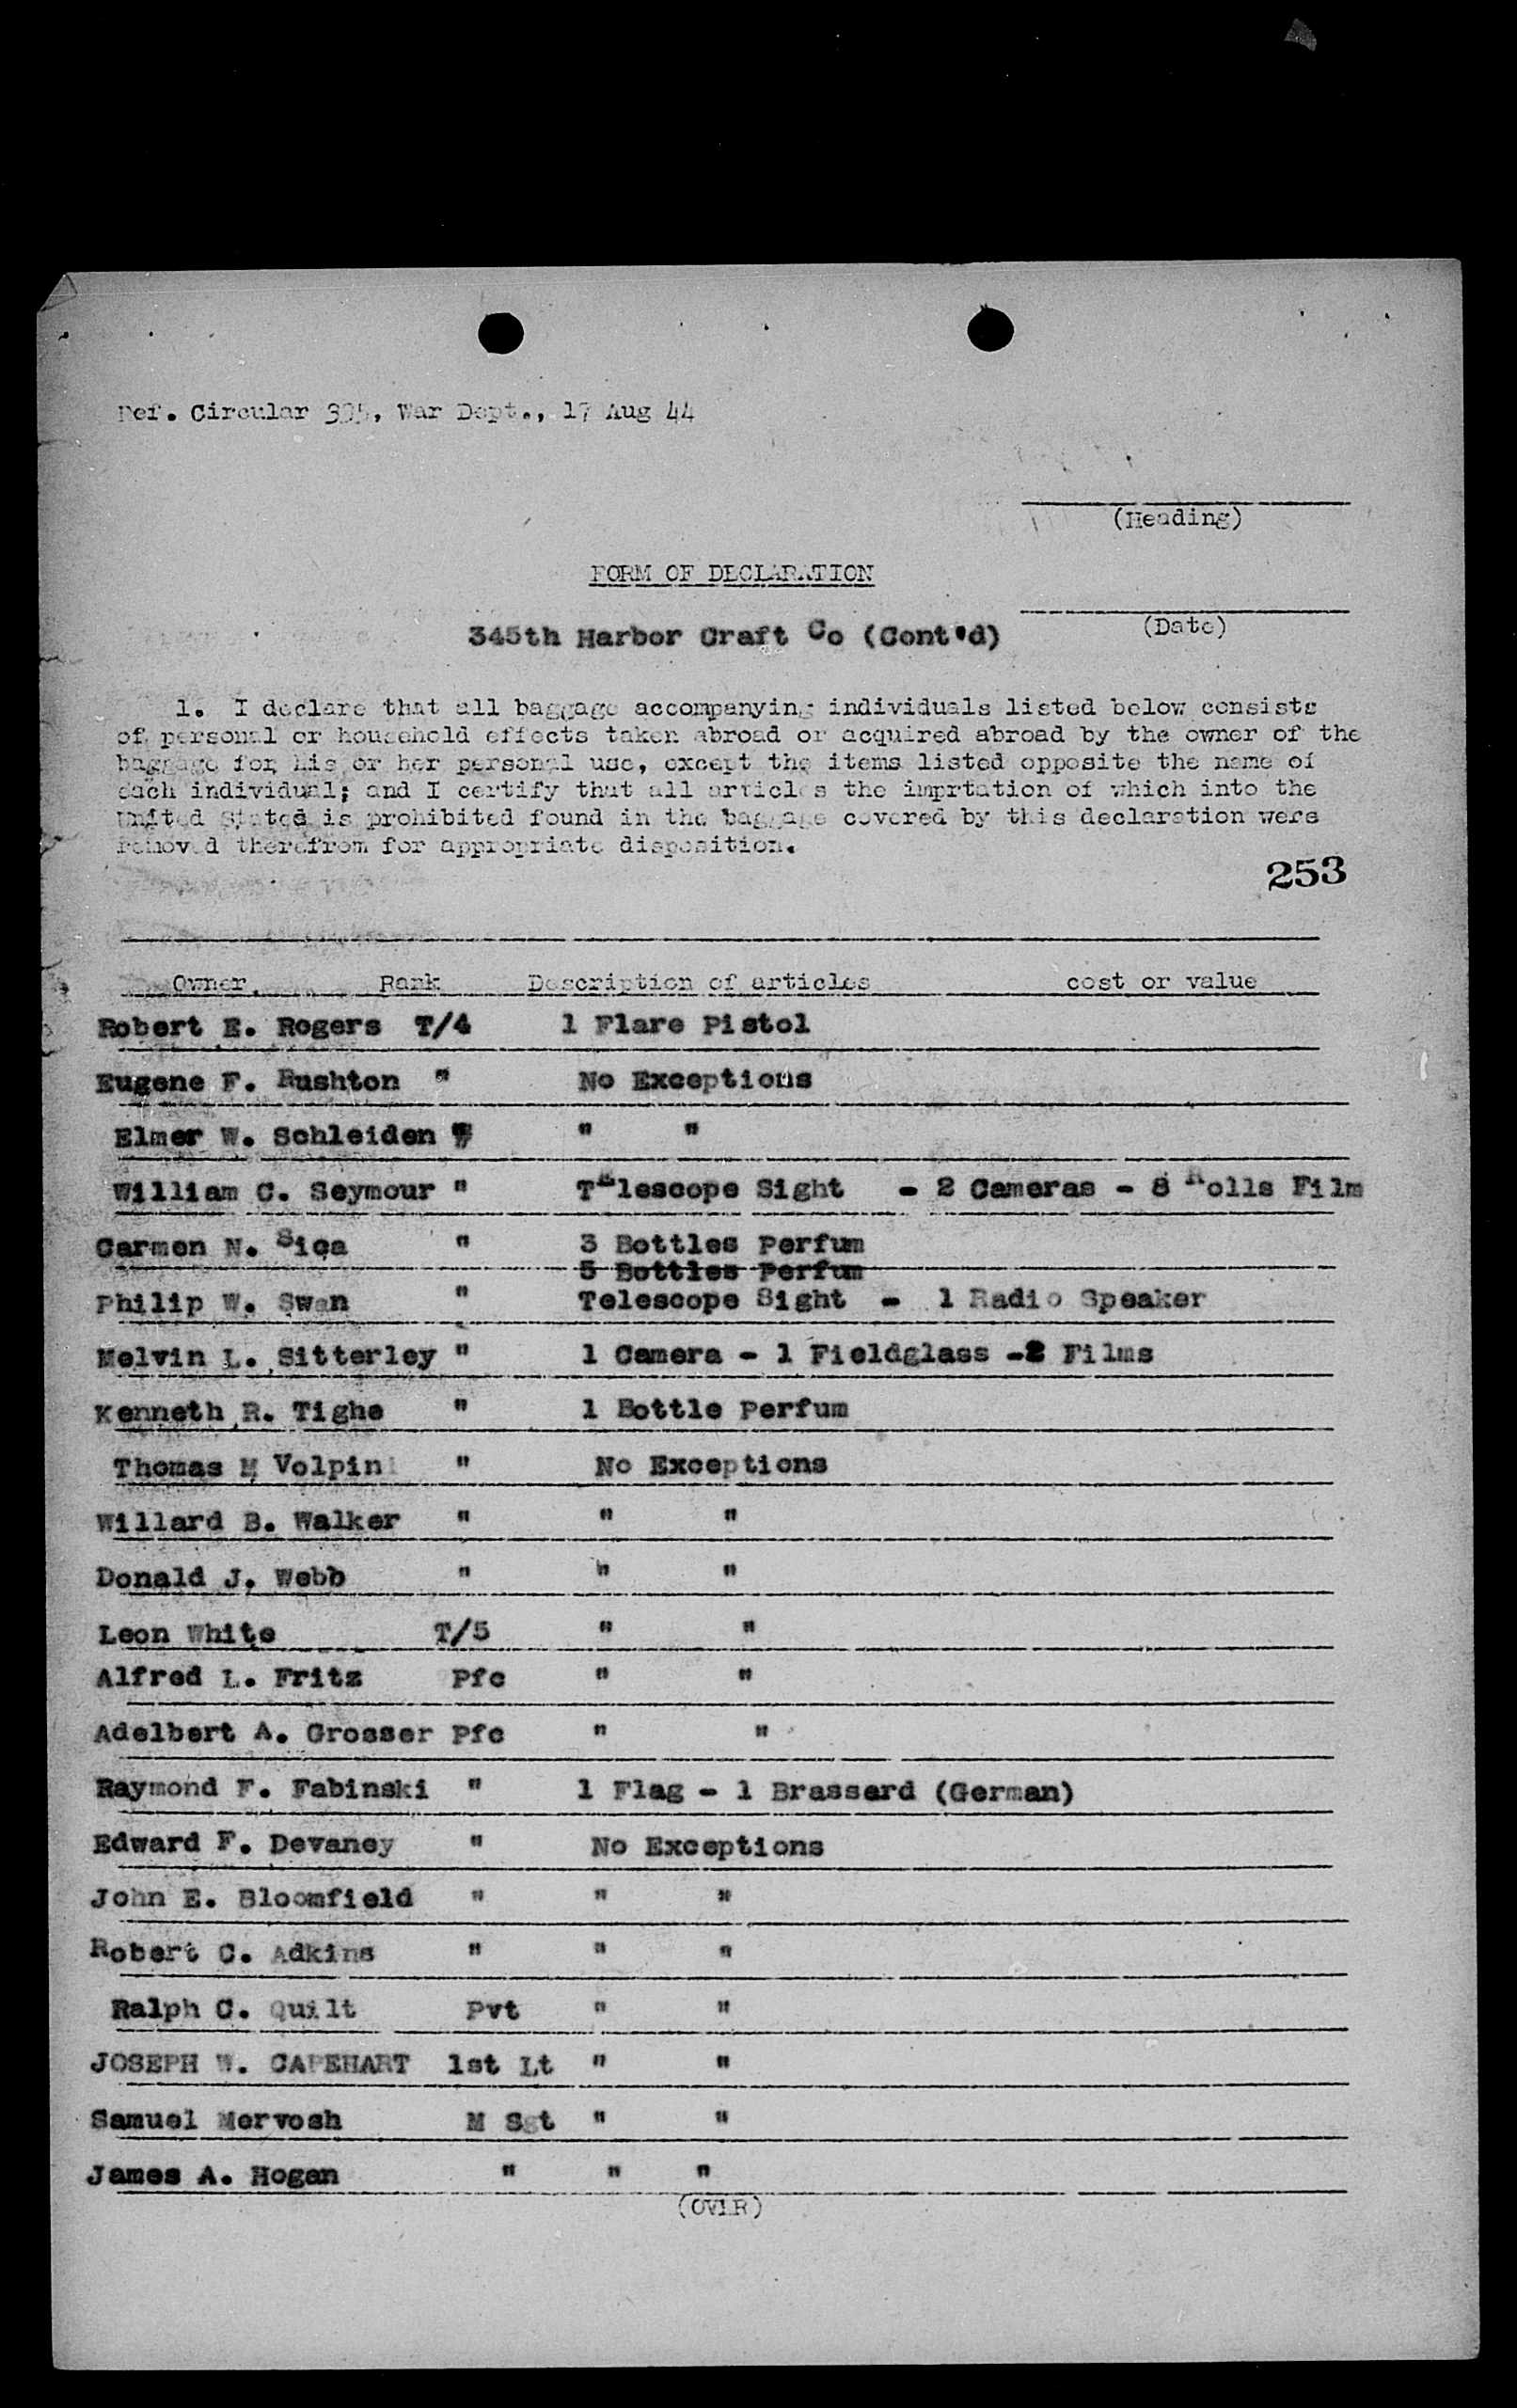 Ref. Circular 395, War Dept., 17 Aug 44
(Heading)
FORM OF DECLARATION
(Date)
345th Harbor Craft Co (Cont'd)
1. I declare that all baggage accompanying individuals listed below consists
of personal or household effects taken abroad or acquired abroad by the owner of the
baggage for his or her personal use, except the items listed opposite the name of
each individual; and I certify that all articles the imprtation of which into the
United States is prohibited found in the baggage covered by this declaration were
removed therefrom for appropriate disposition.
253
Owner. Rank Description of articles cost or value
Robert E. Rogers T/4 1 Flare Pistol
Eugene F. Rushton " No Exceptions
Elmer W. Schleiden " " "
William C. Seymour " Telescope Sight - 2 Cameras - 8 Rolls Film
Carmen N. Sica " 3 Bottles Perfum
5 Bottles Perfum
Philip W. Swan " Telescope Sight - 1 Radio Speaker
Melvin L. Sitterley " 1 Camera - 1 Fieldglass -2 Films
Kenneth R. Tighe " 1 Bottle Perfum
Thomas M Volpini " No Exceptions
Willard B. Walker " " "
Donald J. Webb " " "
Leon White T/5 " "
Alfred L. Fritz Pfc " "
Adelbert A. Grosser Pfc " "
Raymond F. Fabinski " 1 Flag - 1 Brassard (German)
Edward F. Devaney " No Exceptions
John E. Bloomfield " " "
Robert C. Adkins " " "
Ralph C. Quilt Pvt " "
JOSEPH W. CAPEHART 1st Lt " "
Samuel Mervosh M Sgt " "
James A. Hogan " " "
(OVER)